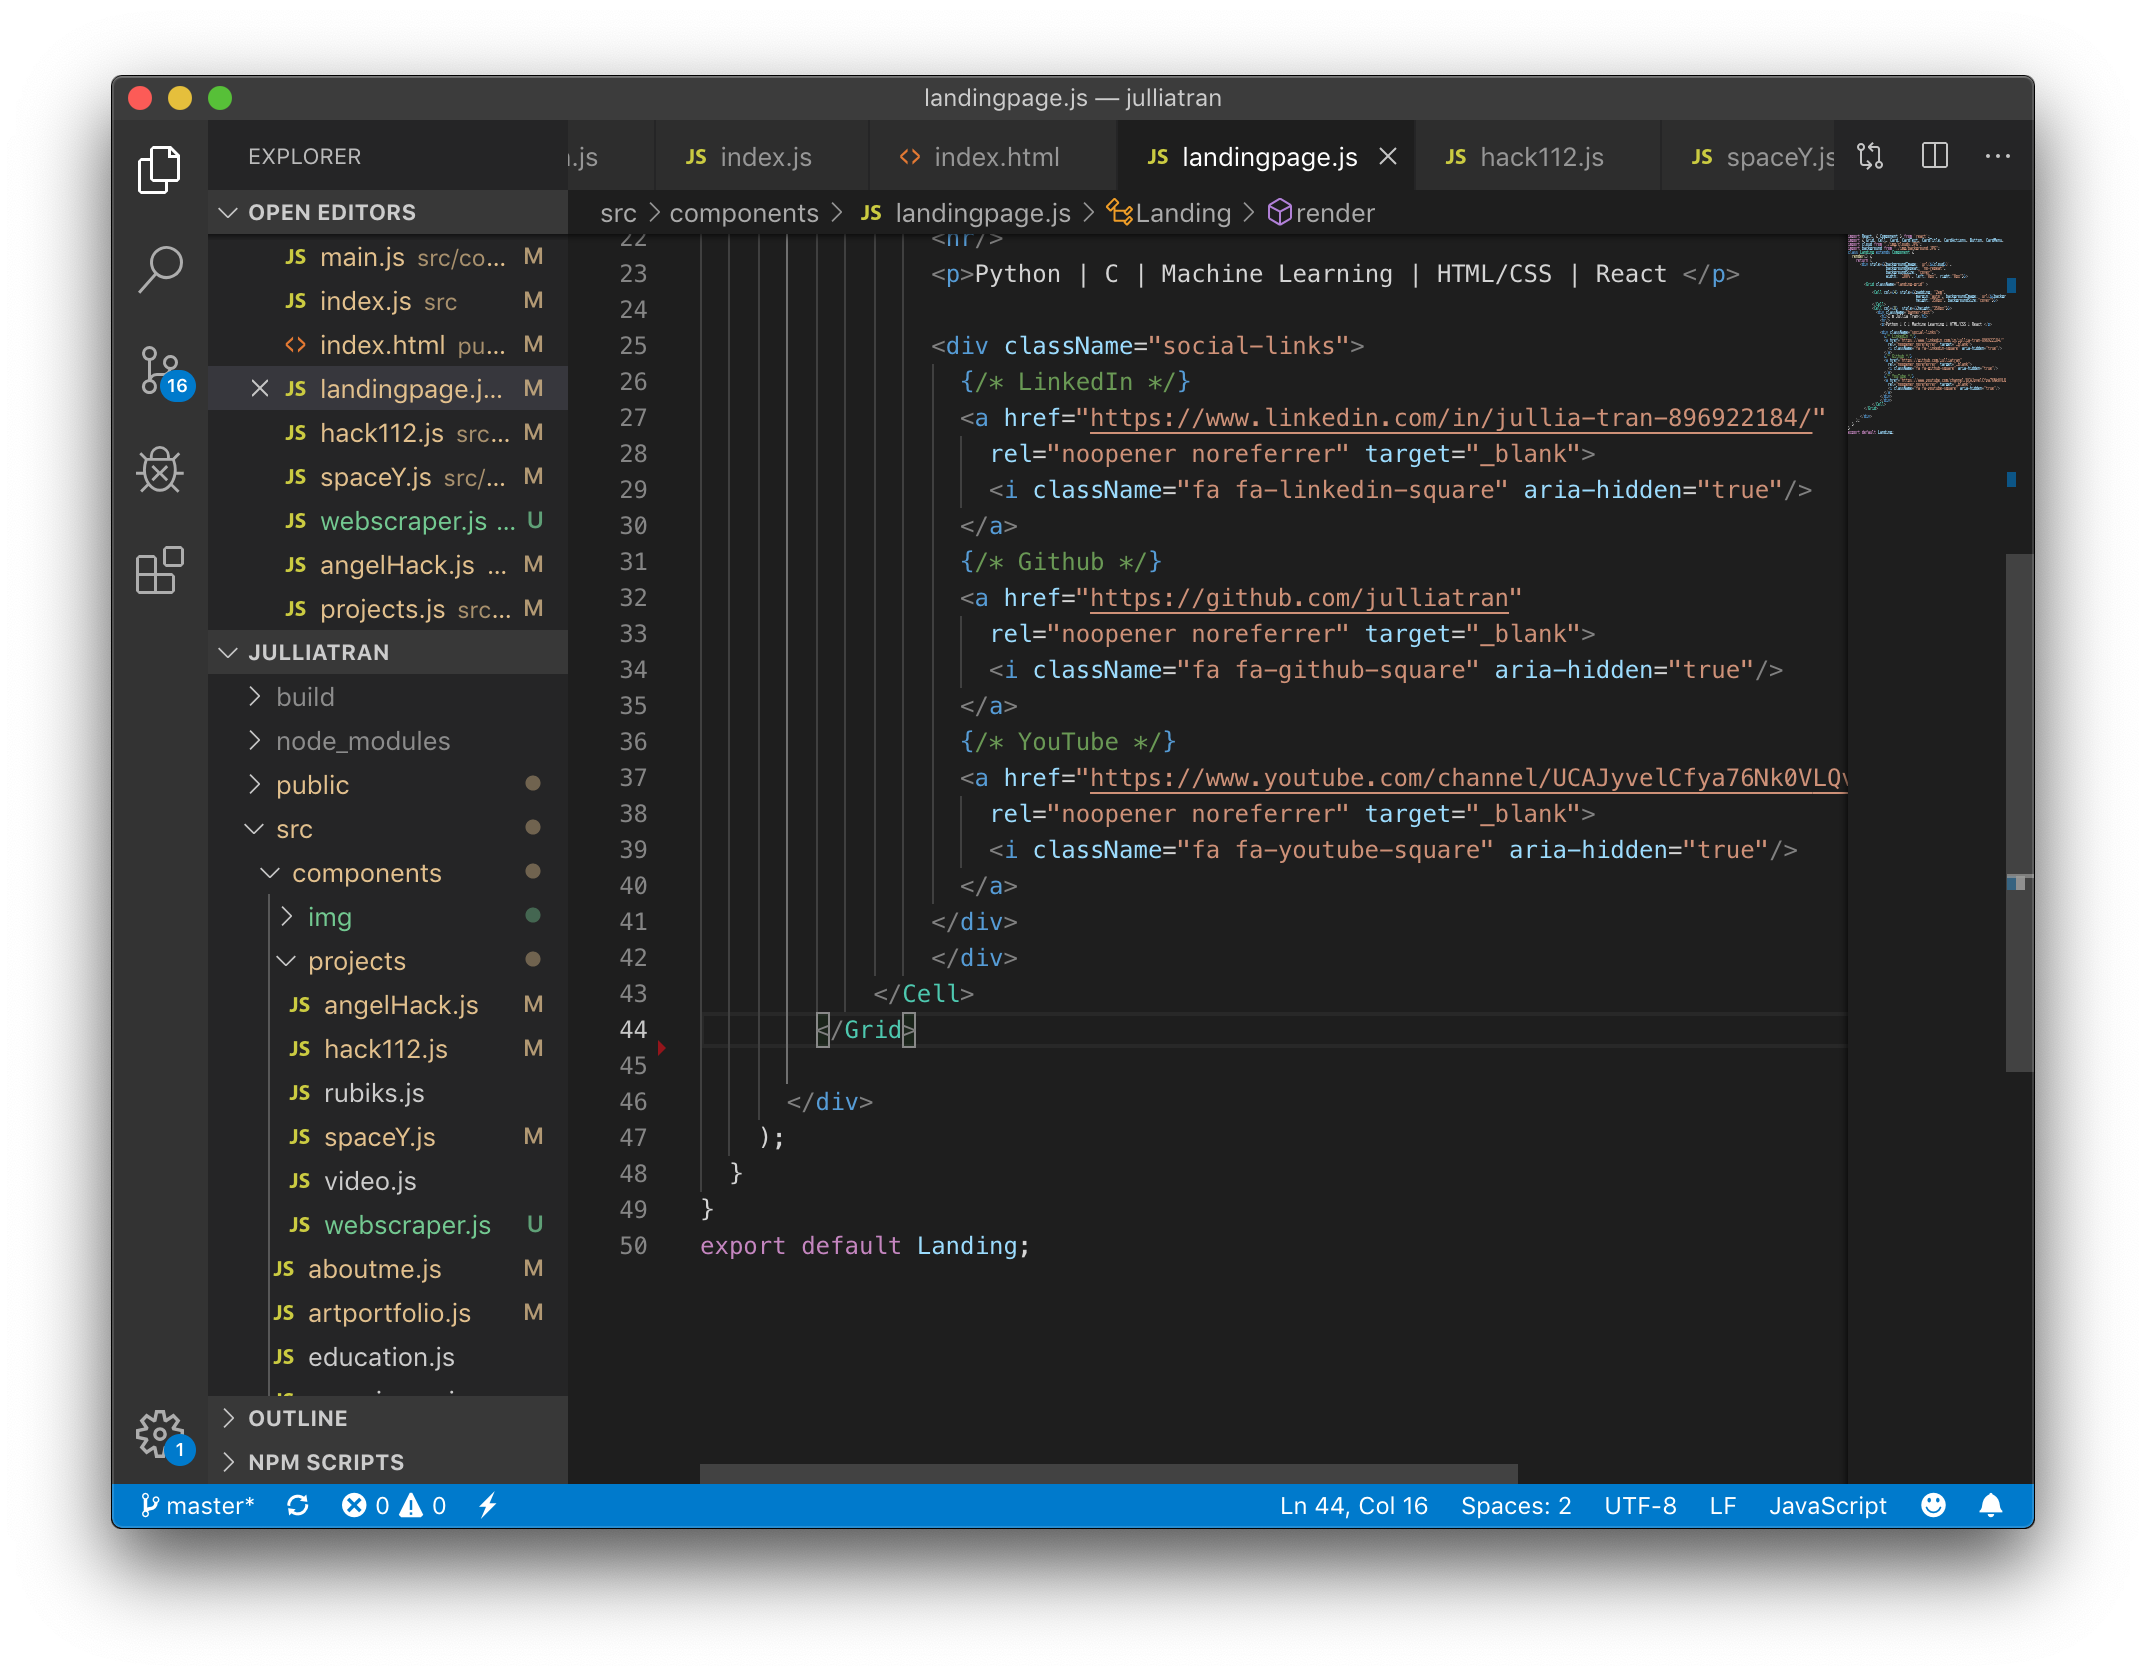 landingpage.js — julliatran
EXPLORER
.js
JS index.js
<> index.html
JS landingpage.js
JS hack112.js
JS spaceY.js
OPEN EDITORS
src > components > JS landingpage.js > Landing > render
JS main.js src/co... M
JS index.js src M
<> index.html pu... M
JS landingpage.j... M
JS hack112.js src... M
JS spaceY.js src/... M
JS webscraper.js ... U
JS angelHack.js ... M
JS projects.js src... M
JULLIATRAN
build
node_modules
public
src
components
img
projects
JS angelHack.js M
JS hack112.js M
JS rubiks.js
JS spaceY.js M
JS video.js
JS webscraper.js U
JS aboutme.js M
JS artportfolio.js M
JS education.js
OUTLINE
NPM SCRIPTS
16
1
22 <hr/>
23 <p>Python | C | Machine Learning | HTML/CSS | React </p>
24
25 <div className="social-links">
26 {/* LinkedIn */}
27 <a href="https://www.linkedin.com/in/jullia-tran-896922184/"
28 rel="noopener noreferrer" target="_blank">
29 <i className="fa fa-linkedin-square" aria-hidden="true"/>
30 </a>
31 {/* Github */}
32 <a href="https://github.com/julliatran"
33 rel="noopener noreferrer" target="_blank">
34 <i className="fa fa-github-square" aria-hidden="true"/>
35 </a>
36 {/* YouTube */}
37 <a href="https://www.youtube.com/channel/UCAJyvelCfya76Nk0VLQv
38 rel="noopener noreferrer" target="_blank">
39 <i className="fa fa-youtube-square" aria-hidden="true"/>
40 </a>
41 </div>
42 </div>
43 </Cell>
44 </Grid>
45
46 </div>
47 );
48 }
49 }
50 export default Landing;
master* 0 0 Ln 44, Col 16 Spaces: 2 UTF-8 LF JavaScript